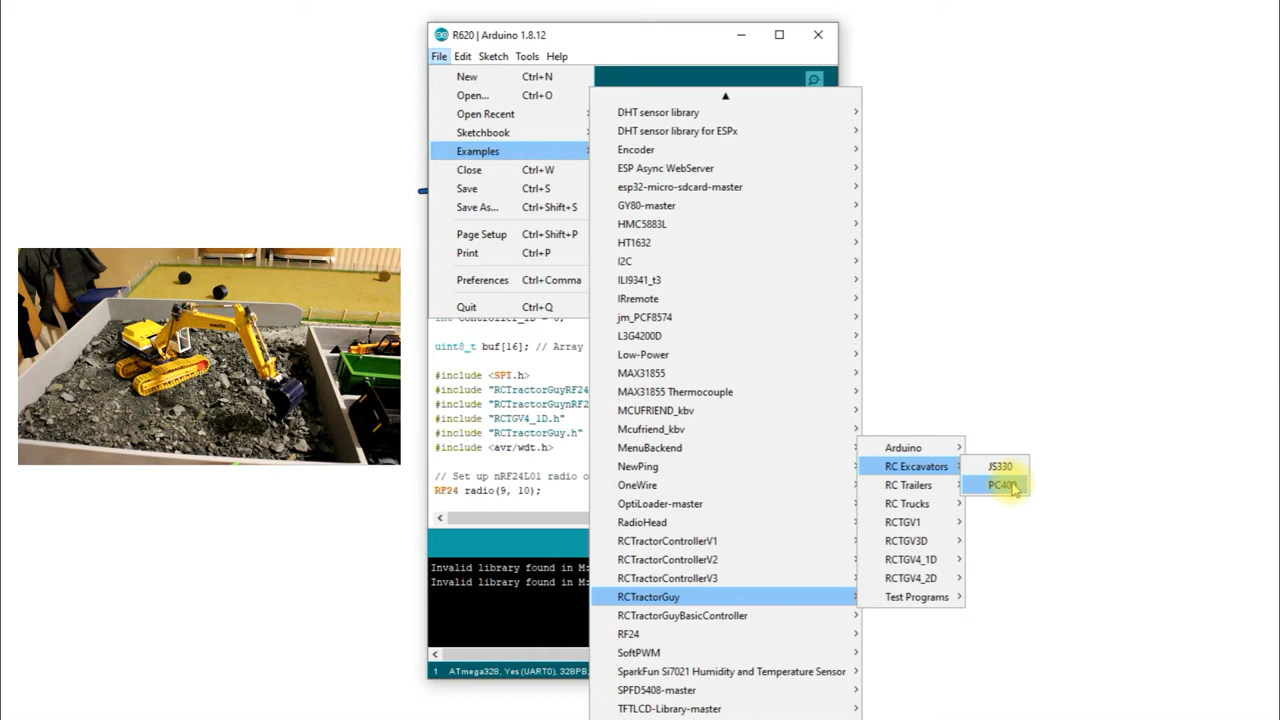 R620 | Arduino 1.8.12
File Edit Sketch Tools Help
New Ctrl+N
Open... Ctrl+O
Open Recent
Sketchbook
Examples
Close Ctrl+W
Save Ctrl+S
Save As... Ctrl+Shift+S
Page Setup Ctrl+Shift+P
Print Ctrl+P
Preferences Ctrl+Comma
Quit Ctrl+Q
uint8_t buf[16]; // Array
#include <SPI.h>
#include "RCTractorGuyRF24
#include "RCTractorGuynRF2
#include "RCTGV4_1D.h"
#include "RCTractorGuy.h"
#include <avr/wdt.h>
// Set up nRF24L01 radio o
RF24 radio(9, 10);
Invalid library found in M:
Invalid library found in M:
1 ATmega328, Yes (UART0), 328PB,
DHT sensor library
DHT sensor library for ESPx
Encoder
ESP Async WebServer
esp32-micro-sdcard-master
GY80-master
HMC5883L
HT1632
I2C
ILI9341_t3
IRremote
jm_PCF8574
L3G4200D
Low-Power
MAX31855
MAX31855 Thermocouple
MCUFRIEND_kbv
Mcufriend_kbv
MenuBackend
NewPing
OneWire
OptiLoader-master
RadioHead
RCTractorControllerV1
RCTractorControllerV2
RCTractorControllerV3
RCTractorGuy
RCTractorGuyBasicController
RF24
SoftPWM
SparkFun Si7021 Humidity and Temperature Sensor
SPFD5408-master
TFTLCD-Library-master
Arduino
RC Excavators
RC Trailers
RC Trucks
RCTGV1
RCTGV3D
RCTGV4_1D
RCTGV4_2D
Test Programs
JS330
PC400